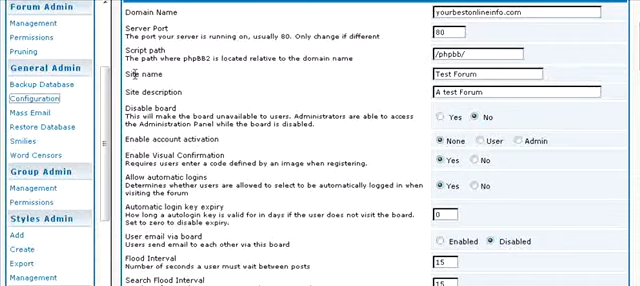 Forum Admin
Management
Permissions
Pruning
General Admin
Backup Database
Configuration
Mass Email
Restore Database
Smilies
Word Censors
Group Admin
Management
Permissions
Styles Admin
Add
Create
Export
Management
Domain Name
yourbestonlineinfo.com
Server Port
The port your server is running on, usually 80. Only change if different
80
Script path
The path where phpBB2 is located relative to the domain name
/phpbb/
Site name
Test Forum
Site description
A test Forum
Disable board
This will make the board unavailable to users. Administrators are able to access
the Administration Panel while the board is disabled.
Yes No
Enable account activation
None User Admin
Enable Visual Confirmation
Requires users enter a code defined by an image when registering.
Yes No
Allow automatic logins
Determines whether users are allowed to select to be automatically logged in when
visiting the forum
Yes No
Automatic login key expiry
How long a autologin key is valid for in days if the user does not visit the board.
Set to zero to disable expiry.
0
User email via board
Users send email to each other via this board
Enabled Disabled
Flood Interval
Number of seconds a user must wait between posts
15
Search Flood Interval
15